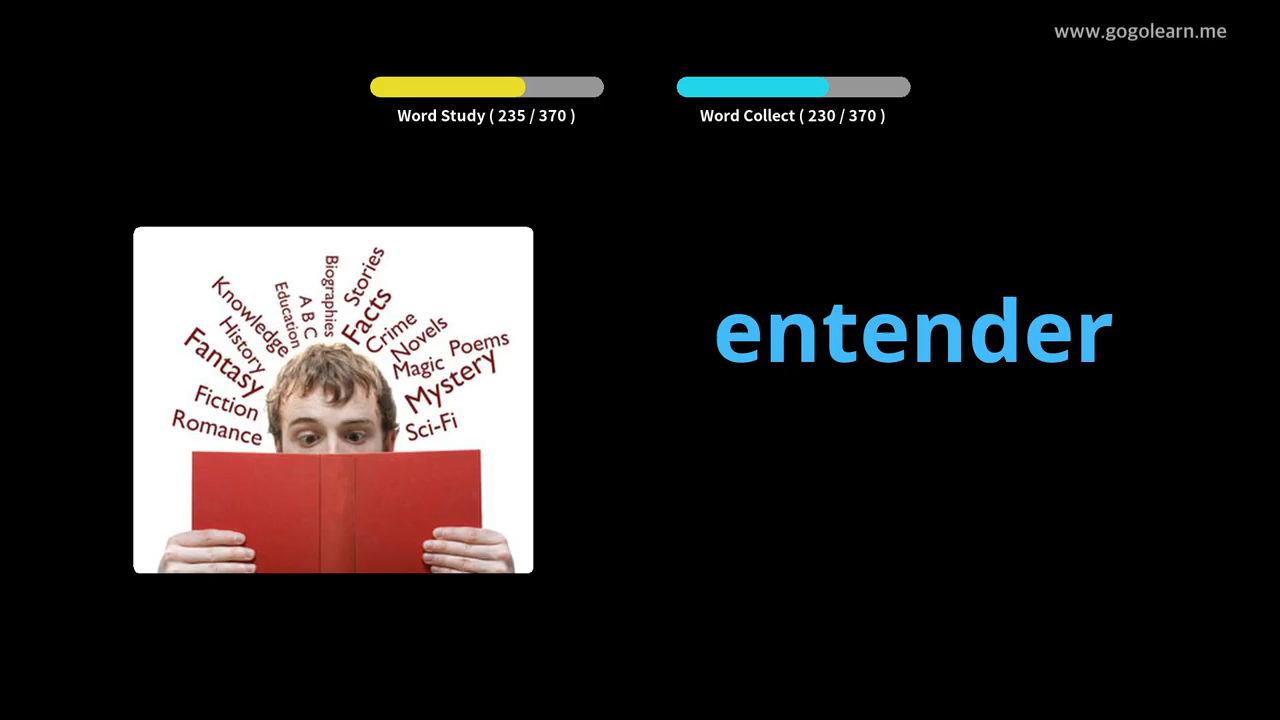 www.gogolearn.me
Word Study ( 235 / 370 )
Word Collect ( 230 / 370 )
entender
Biographies
Stories
Education
A B C
Facts
Knowledge
History
Crime
Novels
Poems
Fantasy
Magic
Mystery
Fiction
Romance
Sci-Fi